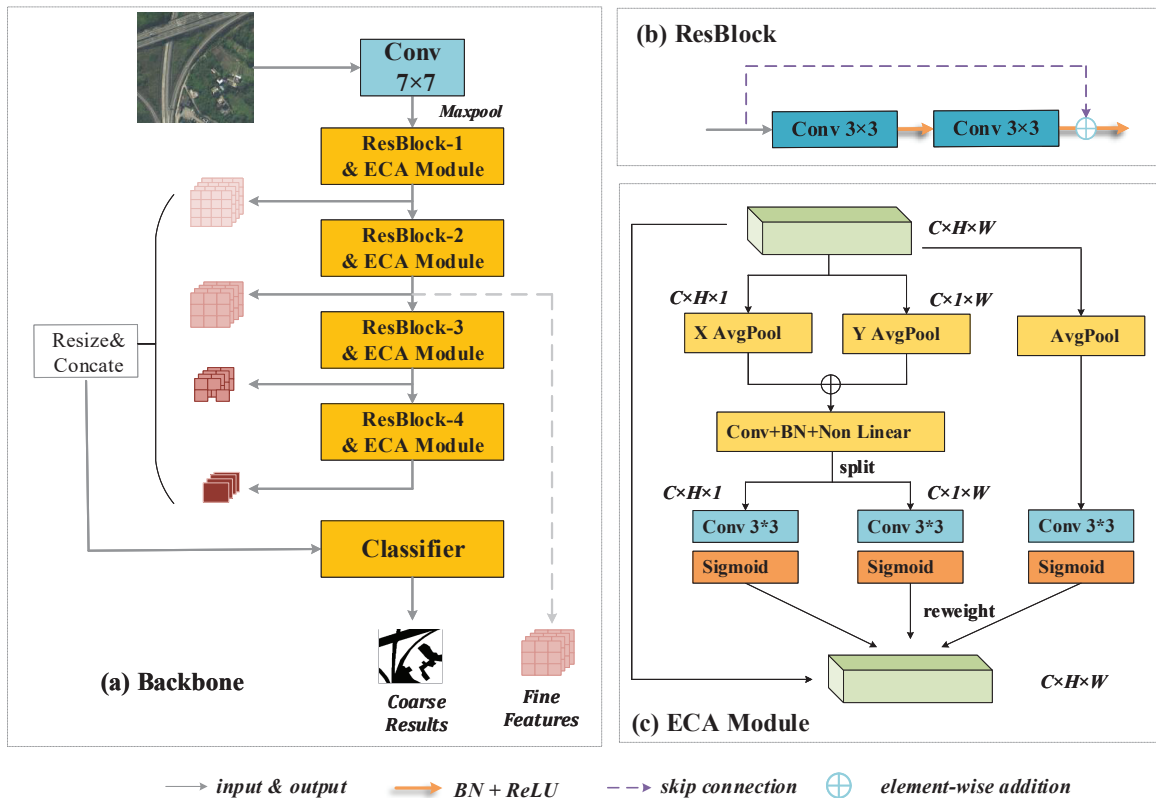 Conv
7×7
Maxpool
ResBlock-1
& ECA Module
ResBlock-2
& ECA Module
ResBlock-3
& ECA Module
Resize&
Concate
ResBlock-4
& ECA Module
Classifier
(a) Backbone
Coarse
Results
Fine
Features
(b) ResBlock
Conv 3×3
Conv 3×3
C×H×W
C×H×1
C×1×W
X AvgPool
Y AvgPool
AvgPool
Conv+BN+Non Linear
split
C×H×1
C×1×W
Conv 3*3
Conv 3*3
Conv 3*3
Sigmoid
Sigmoid
Sigmoid
reweight
C×H×W
(c) ECA Module
input & output
BN + ReLU
skip connection
element-wise addition